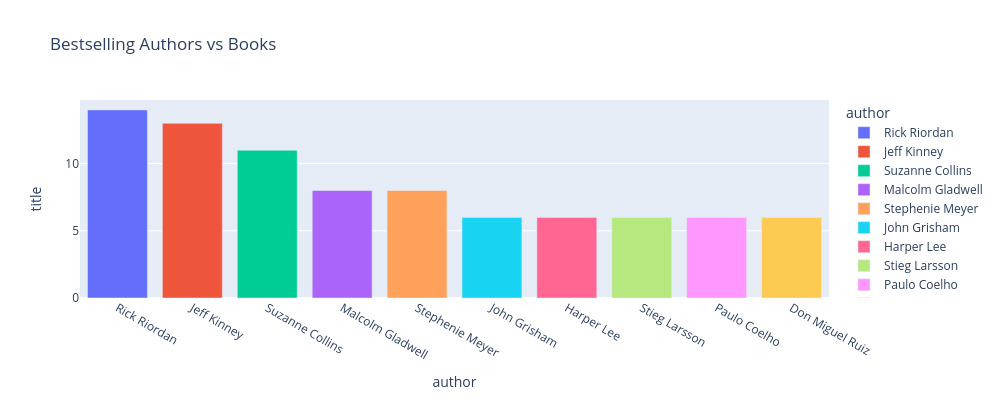 Bestselling Authors vs Books
title
10
5
0
Rick Riordan
Jeff Kinney
Suzanne Collins
Malcolm Gladwell
Stephenie Meyer
John Grisham
Harper Lee
Stieg Larsson
Paulo Coelho
Don Miguel Ruiz
author
author
Rick Riordan
Jeff Kinney
Suzanne Collins
Malcolm Gladwell
Stephenie Meyer
John Grisham
Harper Lee
Stieg Larsson
Paulo Coelho